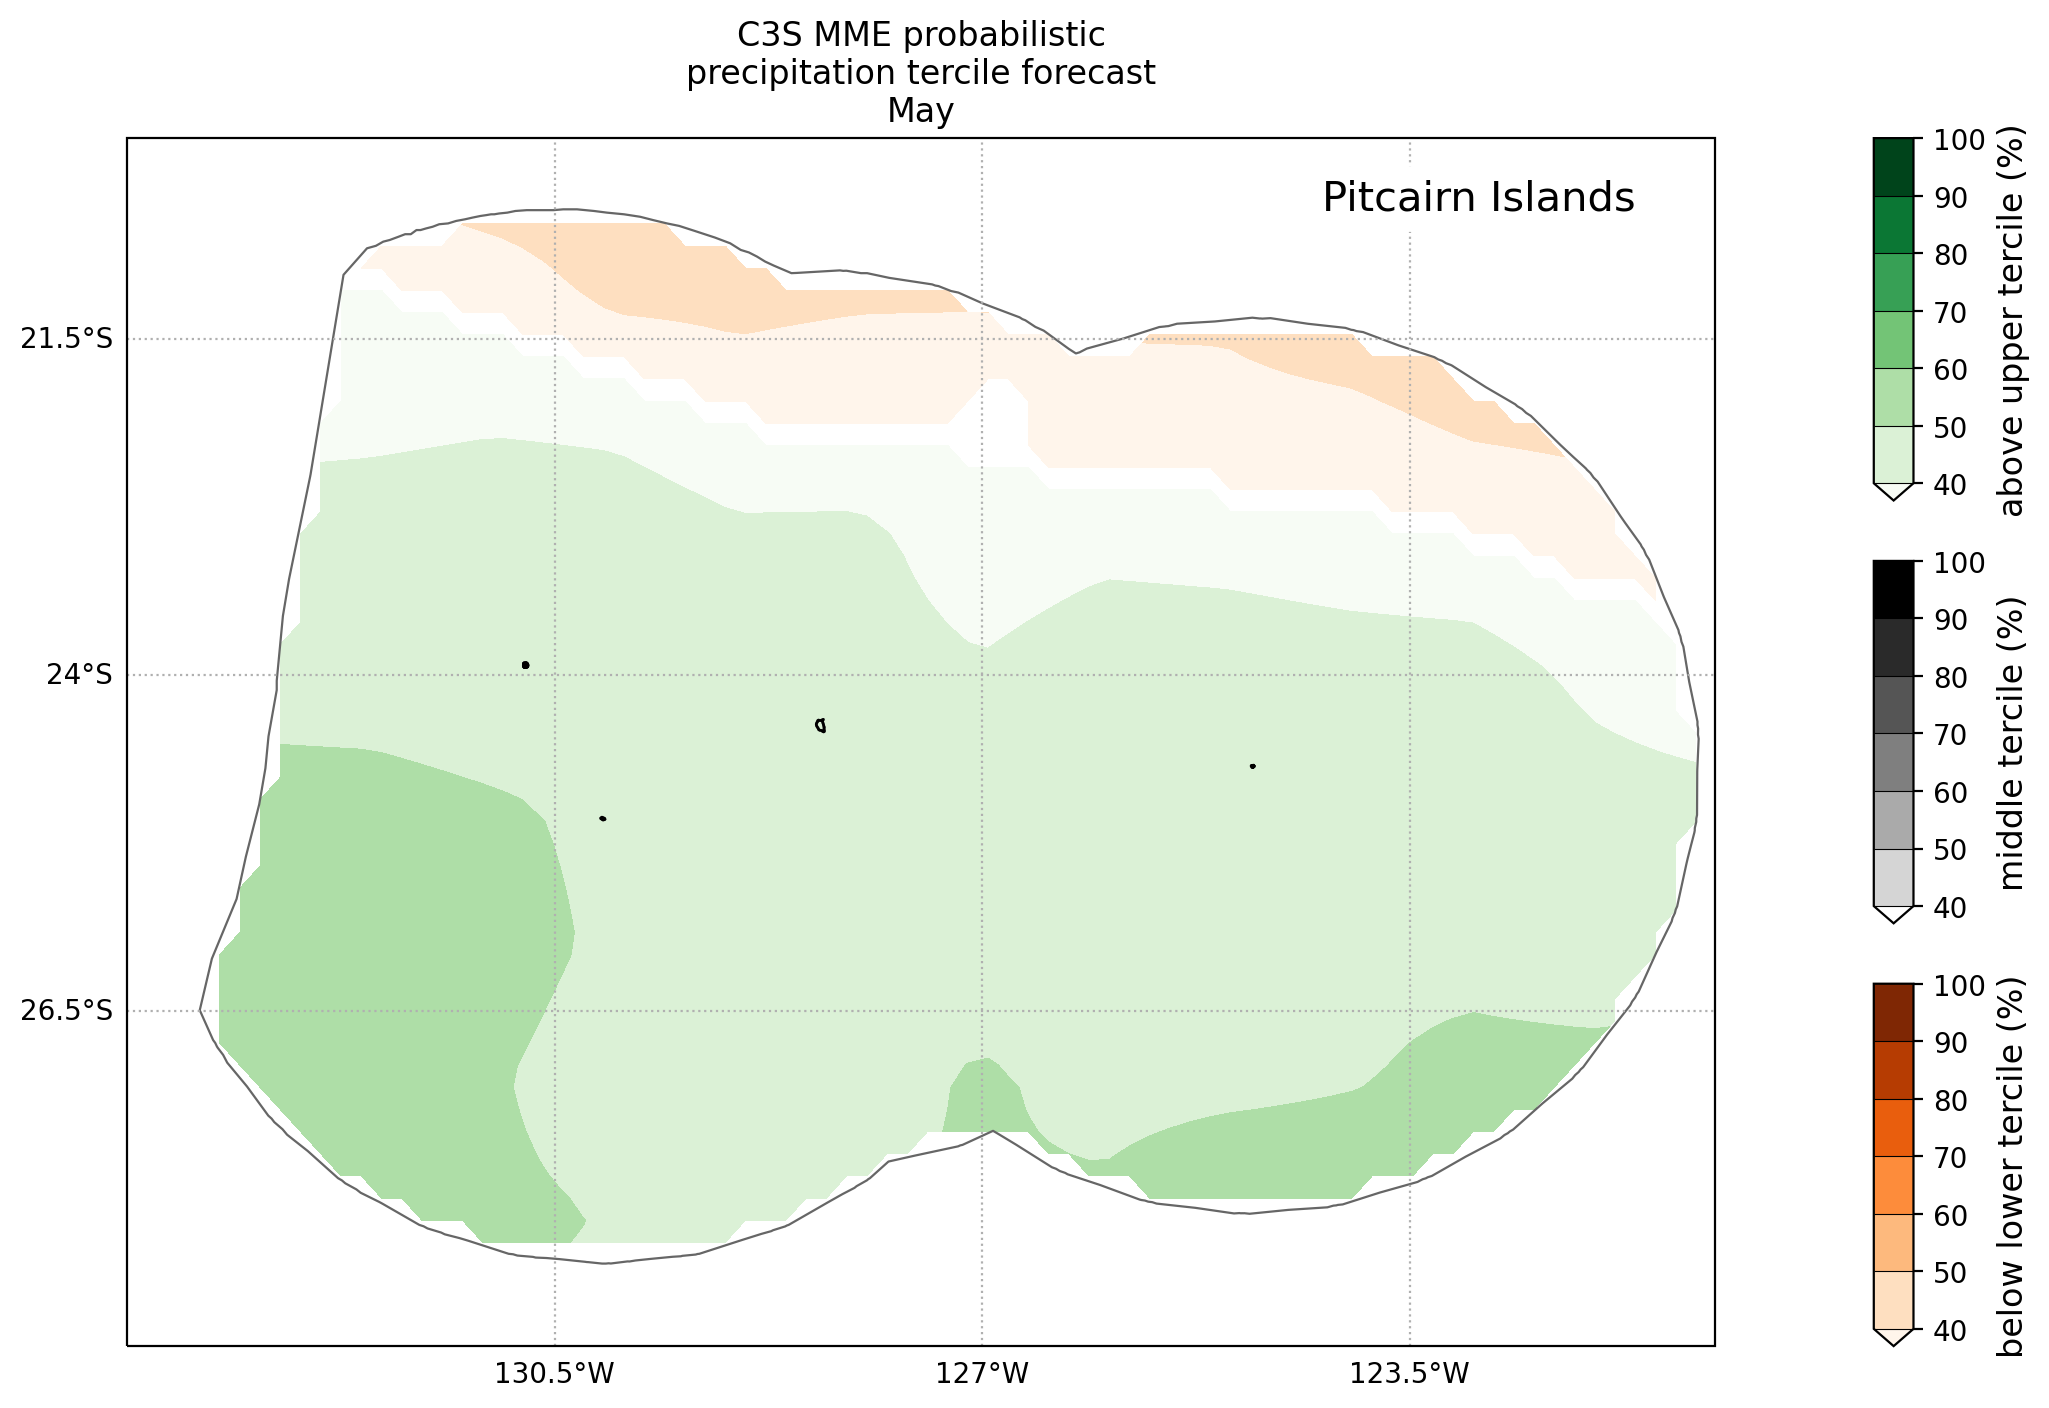 C3S MME probabilistic
precipitation tercile forecast
May
Pitcairn Islands
21.5°S
24°S
26.5°S
130.5°W
127°W
123.5°W
100
90
80
70
60
50
40
above upper tercile (%)
100
90
80
70
60
50
40
middle tercile (%)
100
90
80
70
60
50
40
below lower tercile (%)